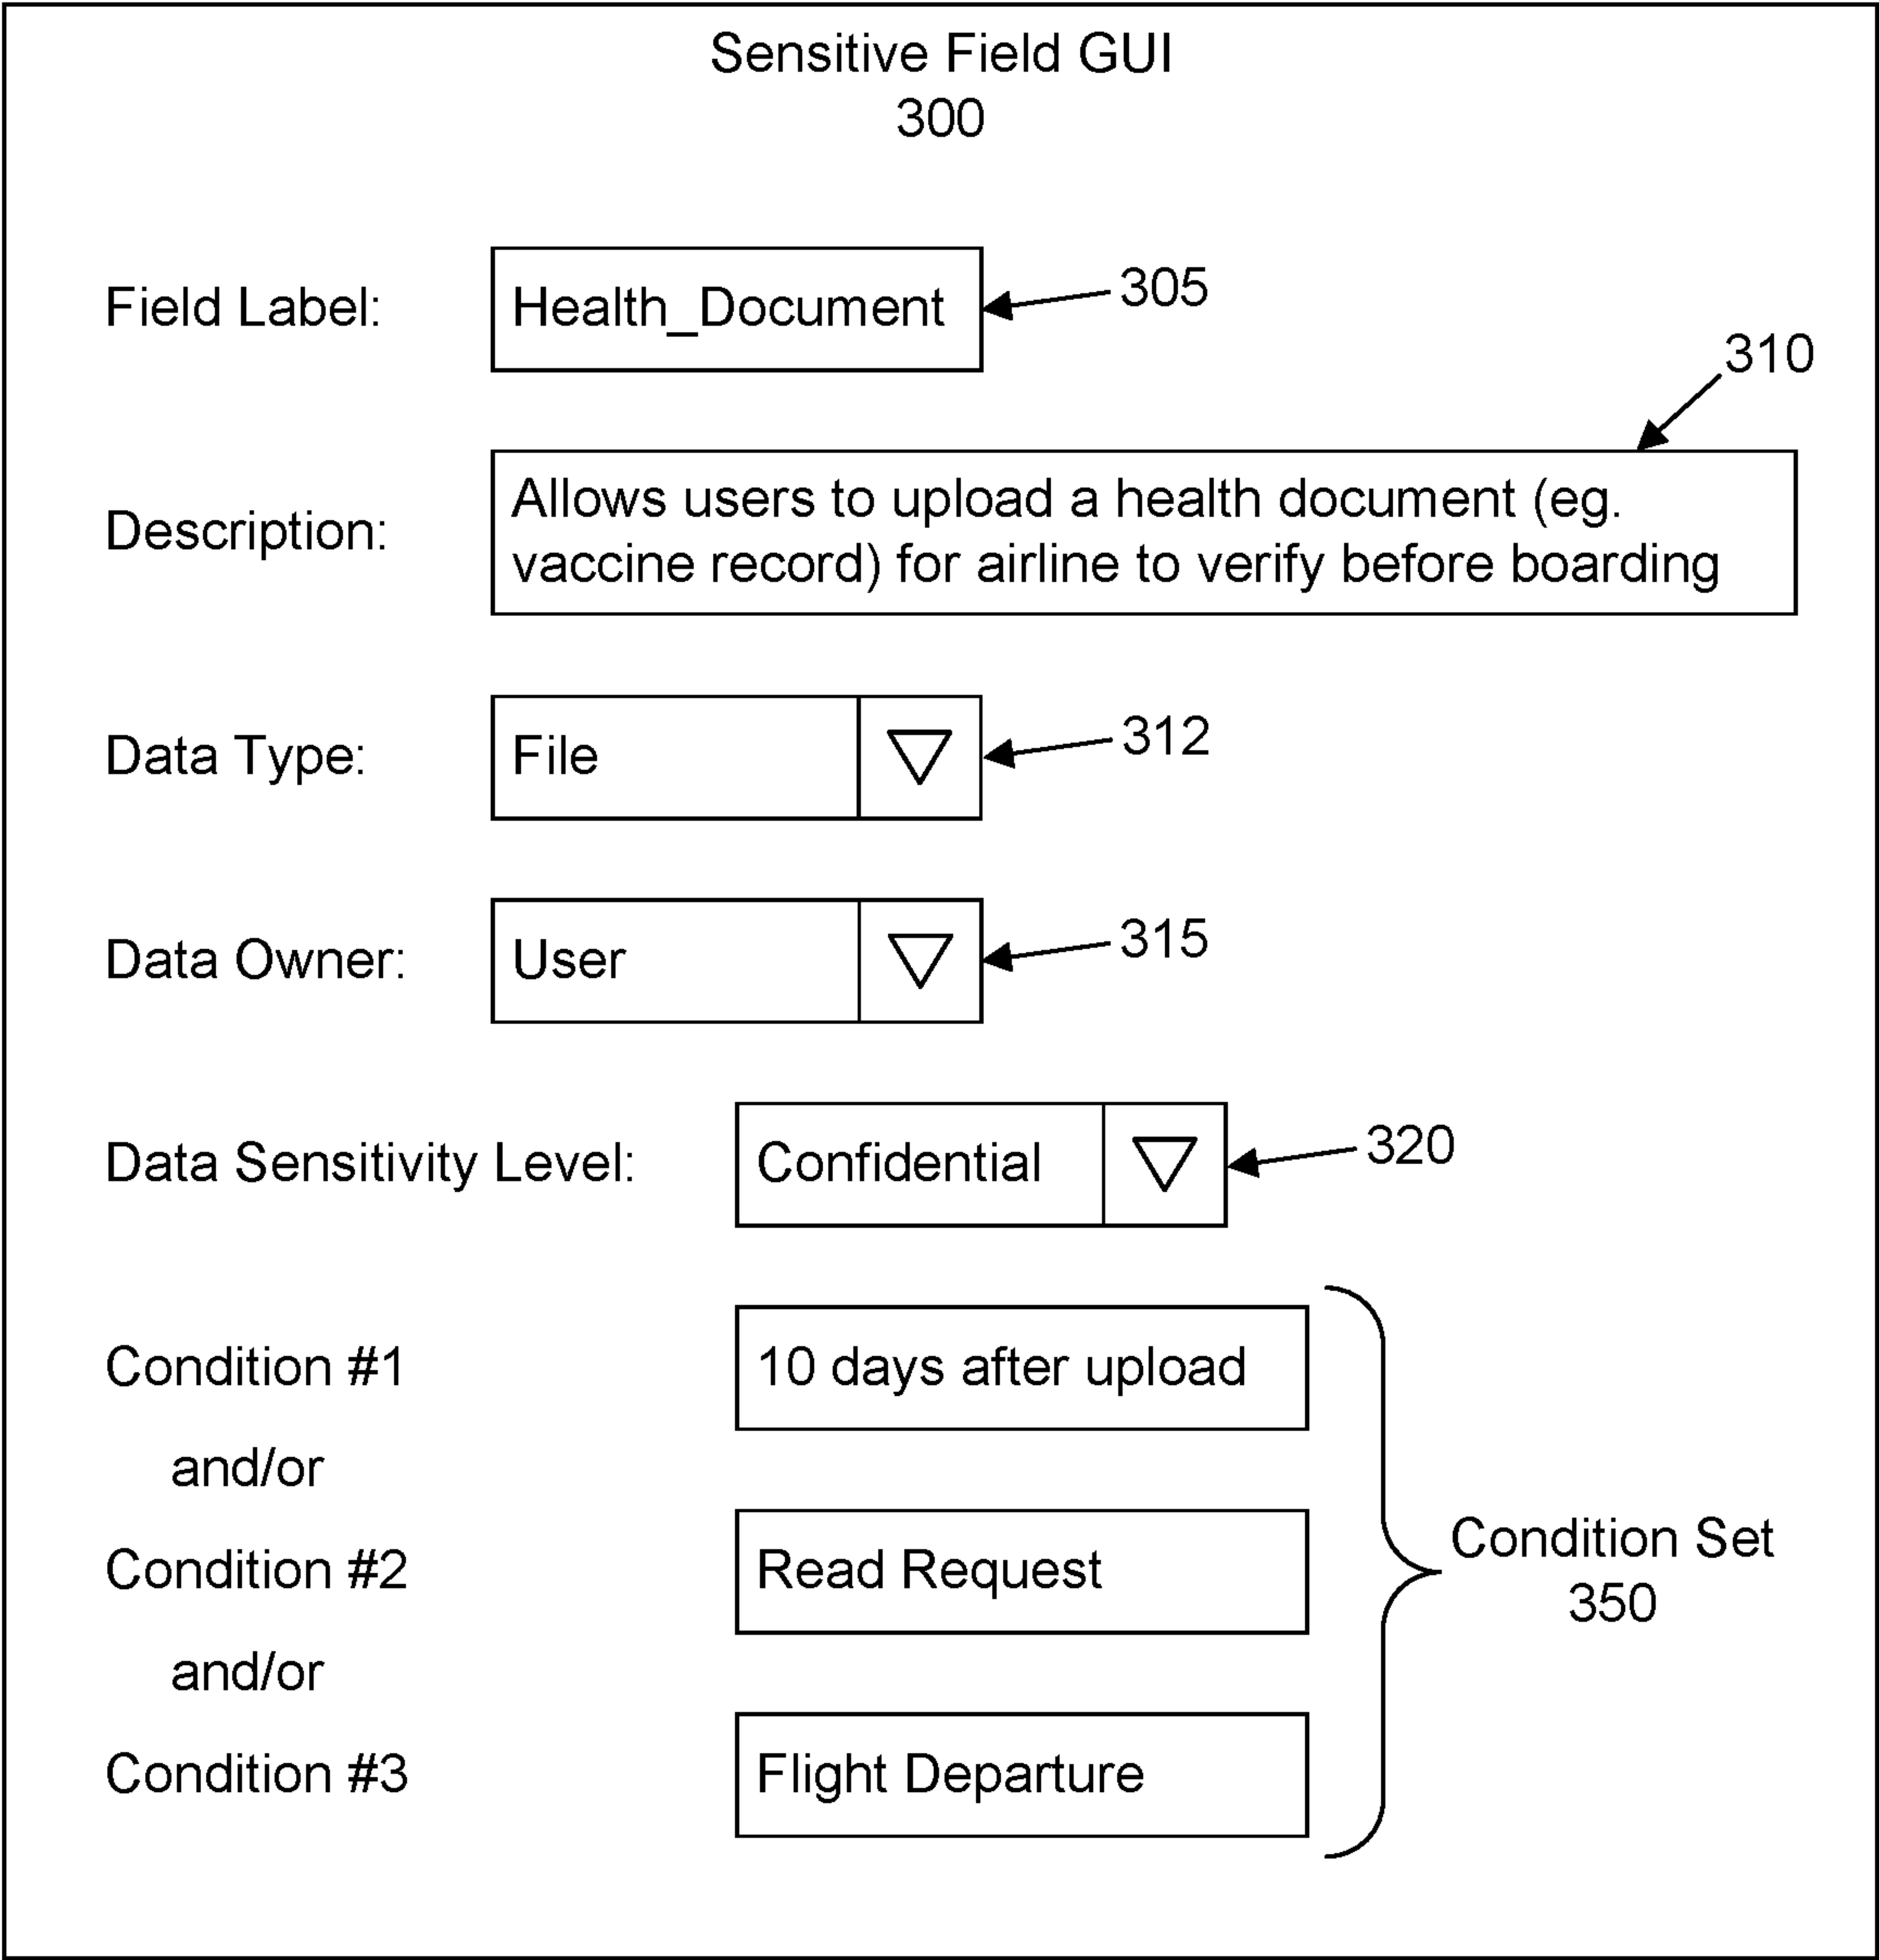 Sensitive Field GUI
300
Field Label:
Health_Document
305
310
Description:
Allows users to upload a health document (eg.
vaccine record) for airline to verify before boarding
Data Type:
File
312
Data Owner:
User
315
Data Sensitivity Level:
Confidential
320
Condition #1
10 days after upload
and/or
Condition #2
Read Request
Condition Set
350
and/or
Condition #3
Flight Departure